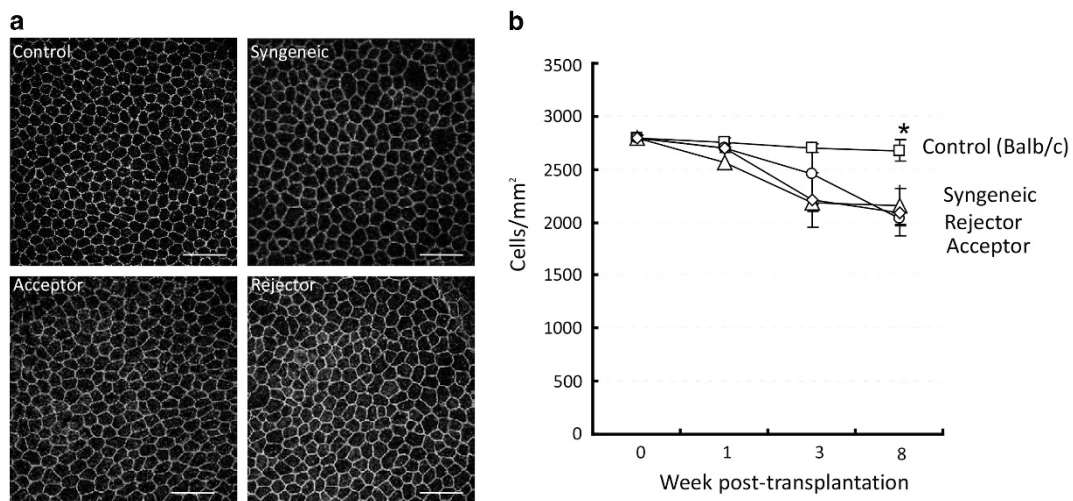 a
Control
Syngeneic
Acceptor
Rejector
b
Cells/mm²
3500
3000
2500
2000
1500
1000
500
0
*
Control (Balb/c)
Syngeneic
Rejector
Acceptor
0 1 3 8
Week post-transplantation